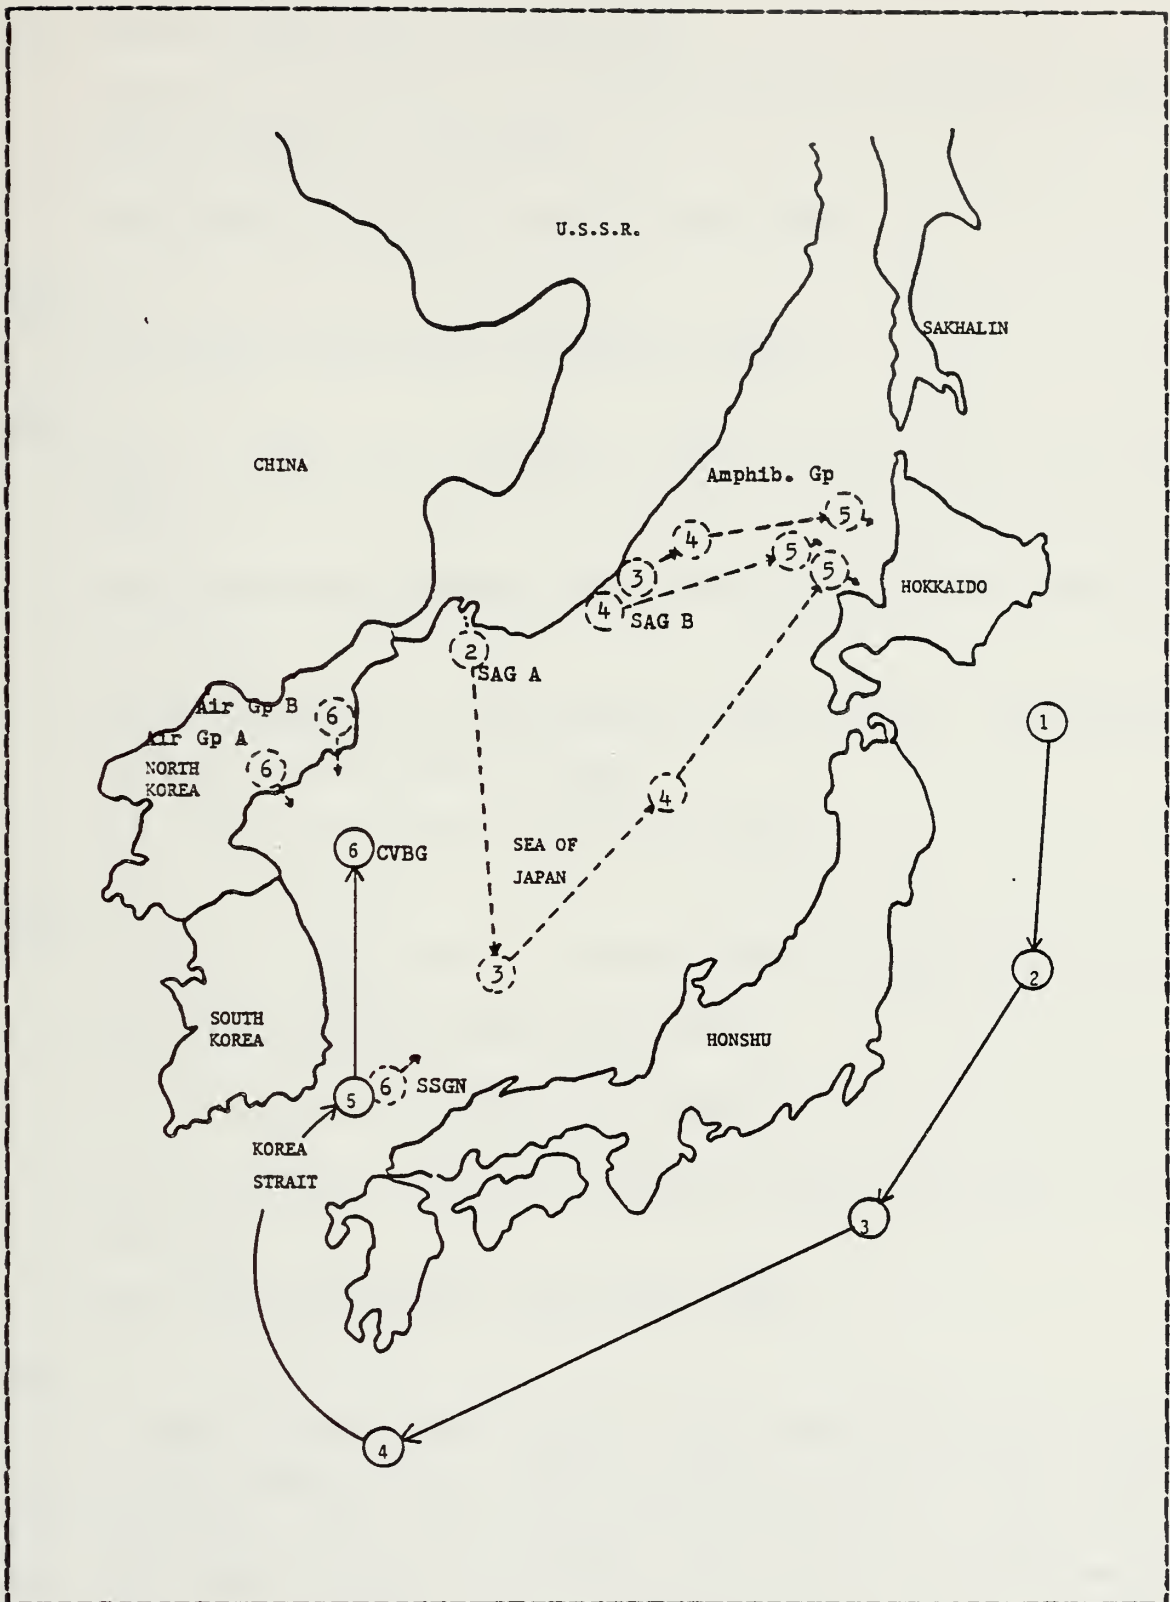 U.S.S.R.
SAKHALIN
CHINA
Amphib. Gp
5
4
5
5
3
HOKKAIDO
4
SAG B
2
SAG A
Air Gp B
6
1
Air Gp A
6
NORTH
KOREA
4
6
CVBG
SEA OF
JAPAN
3
2
SOUTH
KOREA
HONSHU
5
6
SSGN
KOREA
STRAIT
3
4